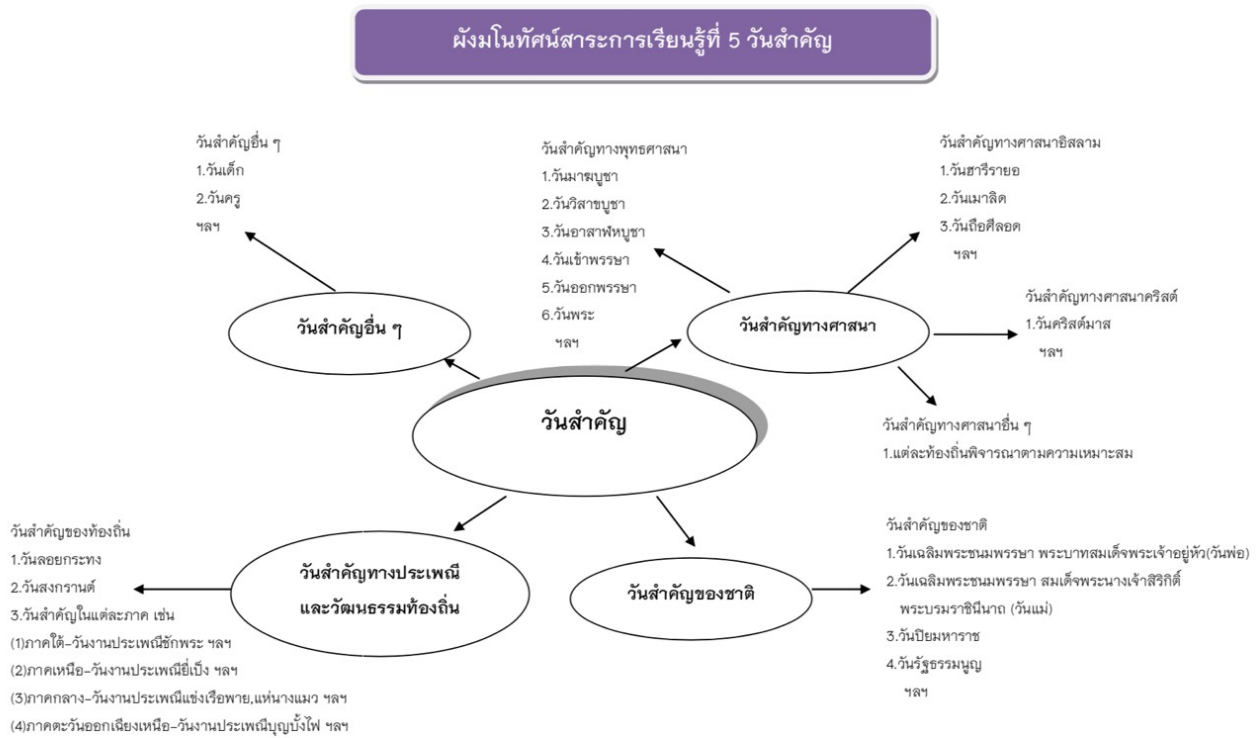 ผังมโนทัศน์สาระการเรียนรู้ที่ 5 วันสำคัญ
วันสำคัญอื่น ๆ
1.วันเด็ก
2.วันครู
ฯลฯ
วันสำคัญทางพุทธศาสนา
1.วันมาฆบูชา
2.วันวิสาขบูชา
3.วันอาสาฬหบูชา
4.วันเข้าพรรษา
5.วันออกพรรษา
6.วันพระ
ฯลฯ
วันสำคัญทางศาสนาอิสลาม
1.วันฮารีรายอ
2.วันเมาลิด
3.วันถือศีลอด
ฯลฯ
วันสำคัญทางศาสนาคริสต์
1.วันคริสต์มาส
ฯลฯ
วันสำคัญอื่น ๆ
วันสำคัญทางศาสนา
วันสำคัญ
วันสำคัญทางศาสนาอื่น ๆ
1.แต่ละท้องถิ่นพิจารณาตามความเหมาะสม
วันสำคัญของท้องถิ่น
1.วันลอยกระทง
2.วันสงกรานต์
3.วันสำคัญในแต่ละภาค เช่น
(1)ภาคใต้-วันงานประเพณีชักพระ ฯลฯ
(2)ภาคเหนือ-วันงานประเพณียี่เป็ง ฯลฯ
(3)ภาคกลาง-วันงานประเพณีแข่งเรือพาย,แห่นางแมว ฯลฯ
(4)ภาคตะวันออกเฉียงเหนือ-วันงานประเพณีบุญบั้งไฟ ฯลฯ
วันสำคัญทางประเพณี
และวัฒนธรรมท้องถิ่น
วันสำคัญของชาติ
วันสำคัญของชาติ
1.วันเฉลิมพระชนมพรรษา พระบาทสมเด็จพระเจ้าอยู่หัว(วันพ่อ)
2.วันเฉลิมพระชนมพรรษา สมเด็จพระนางเจ้าสิริกิติ์
พระบรมราชินีนาถ (วันแม่)
3.วันปิยมหาราช
4.วันรัฐธรรมนูญ
ฯลฯ